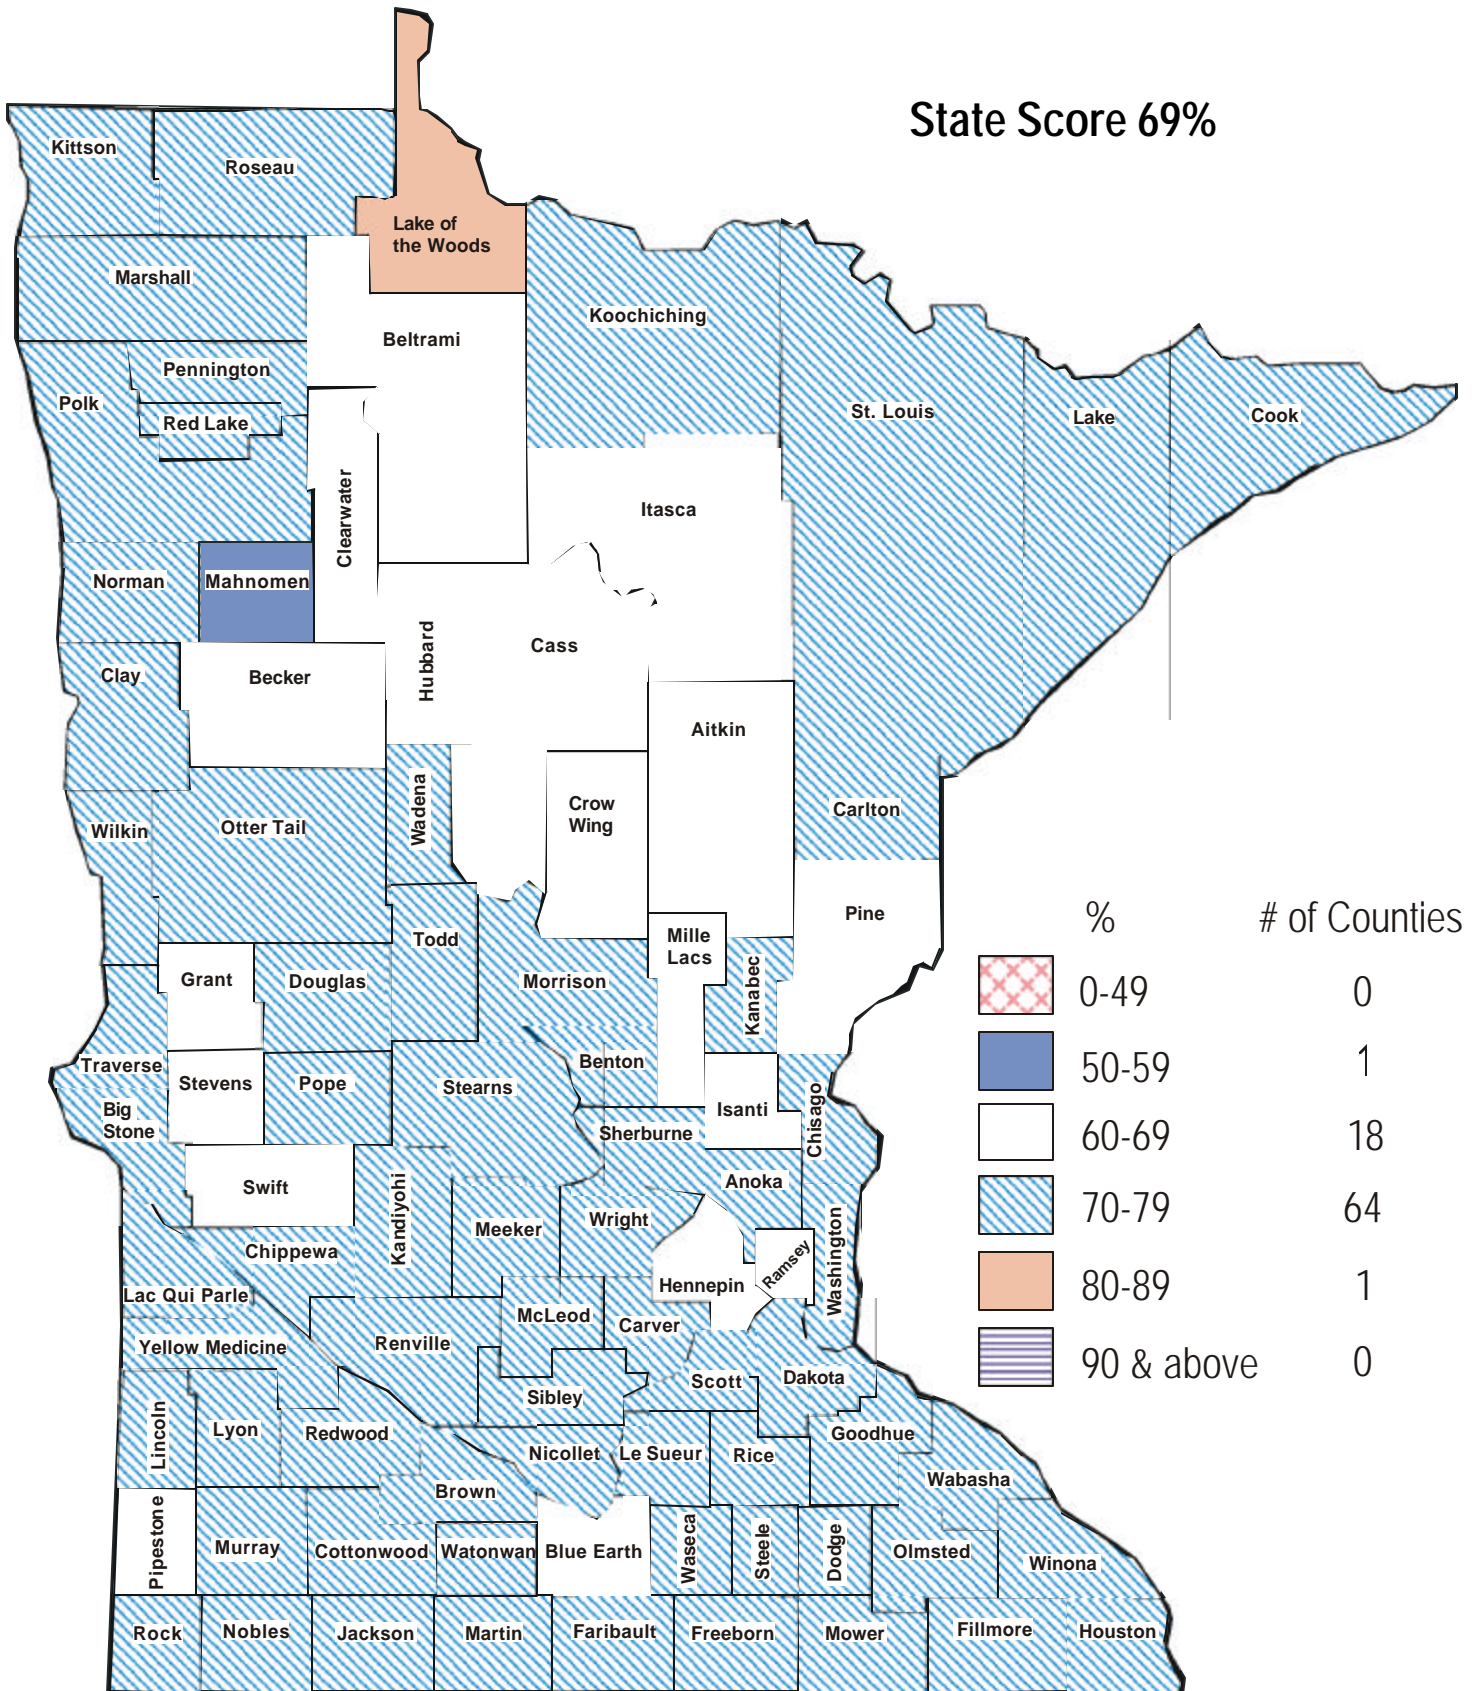 State Score 69%
Kittson
Roseau
Lake of
the Woods
Marshall
Koochiching
Beltrami
Pennington
Polk
Red Lake
St. Louis
Lake
Cook
Clearwater
Itasca
Norman
Mahnomen
Clay
Becker
Hubbard
Cass
Aitkin
Wadena
Crow
Wing
Carlton
Wilkin
Otter Tail
Pine
Todd
Mille
Lacs
Grant
Douglas
Morrison
Kanabec
Traverse
Stevens
Pope
Stearns
Benton
Big
Stone
Isanti
Chisago
Sherburne
Swift
Anoka
Kandiyohi
Meeker
Wright
Chippewa
Washington
Ramsey
Hennepin
Lac Qui Parle
McLeod
Carver
Renville
Yellow Medicine
Scott
Dakota
Sibley
Lincoln
Lyon
Redwood
Goodhue
Nicollet
Le Sueur
Rice
Wabasha
Brown
Pipestone
Murray
Cottonwood
Watonwan
Blue Earth
Waseca
Steele
Dodge
Olmsted
Winona
Rock
Nobles
Jackson
Martin
Faribault
Freeborn
Mower
Fillmore
Houston
% # of Counties
0-49 0
50-59 1
60-69 18
70-79 64
80-89 1
90 & above 0